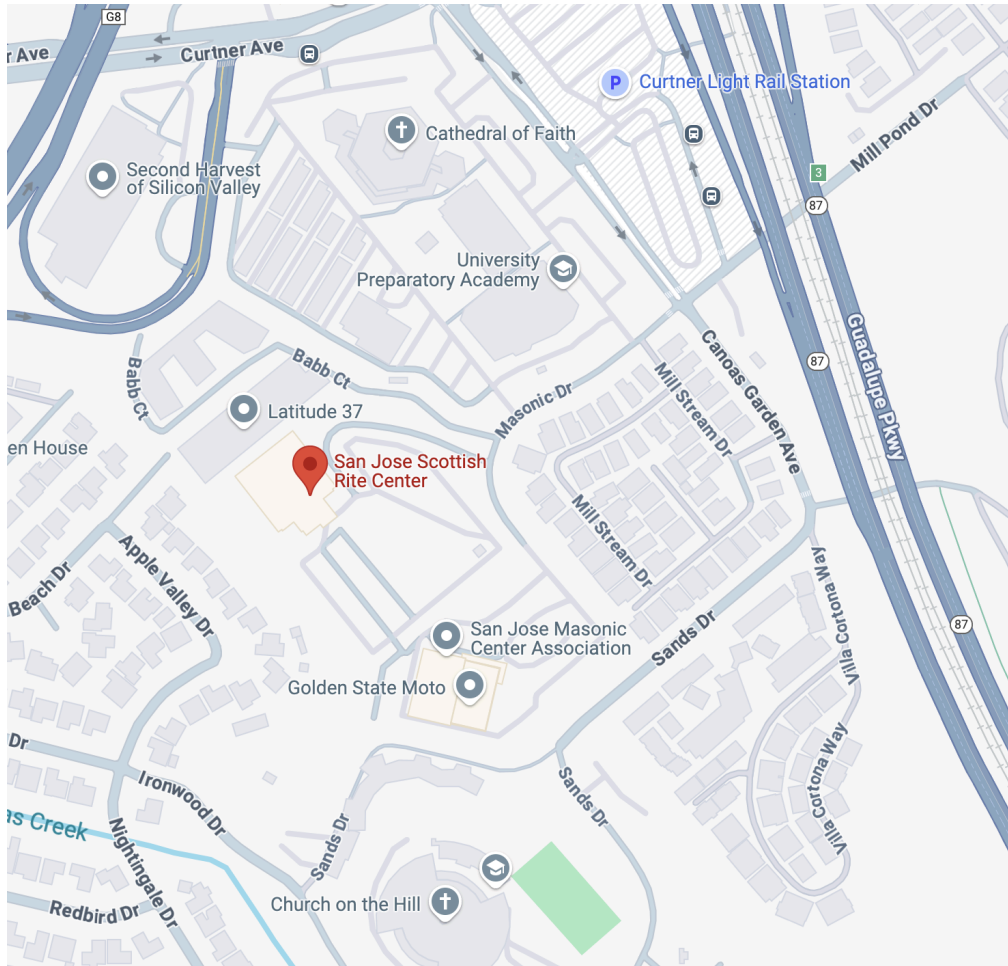 G8
r Ave
Curtner Ave
P
Curtner Light Rail Station
Mill Pond Dr
Cathedral of Faith
Second Harvest
of Silicon Valley
3
87
University
Preparatory Academy
Canoas Garden Ave
Guadalupe Pkwy
87
Babb Ct
Babb Ct
Masonic Dr
Mill Stream Dr
Latitude 37
en House
San Jose Scottish
Rite Center
Mill Stream Dr
Apple Valley Dr
Beach Dr
Villa Cortona Way
87
Sands Dr
San Jose Masonic
Center Association
Golden State Moto
Dr
Ironwood Dr
Sands Dr
Villa Cortona Way
as Creek
Nightingale Dr
Sands Dr
Redbird Dr
Church on the Hill